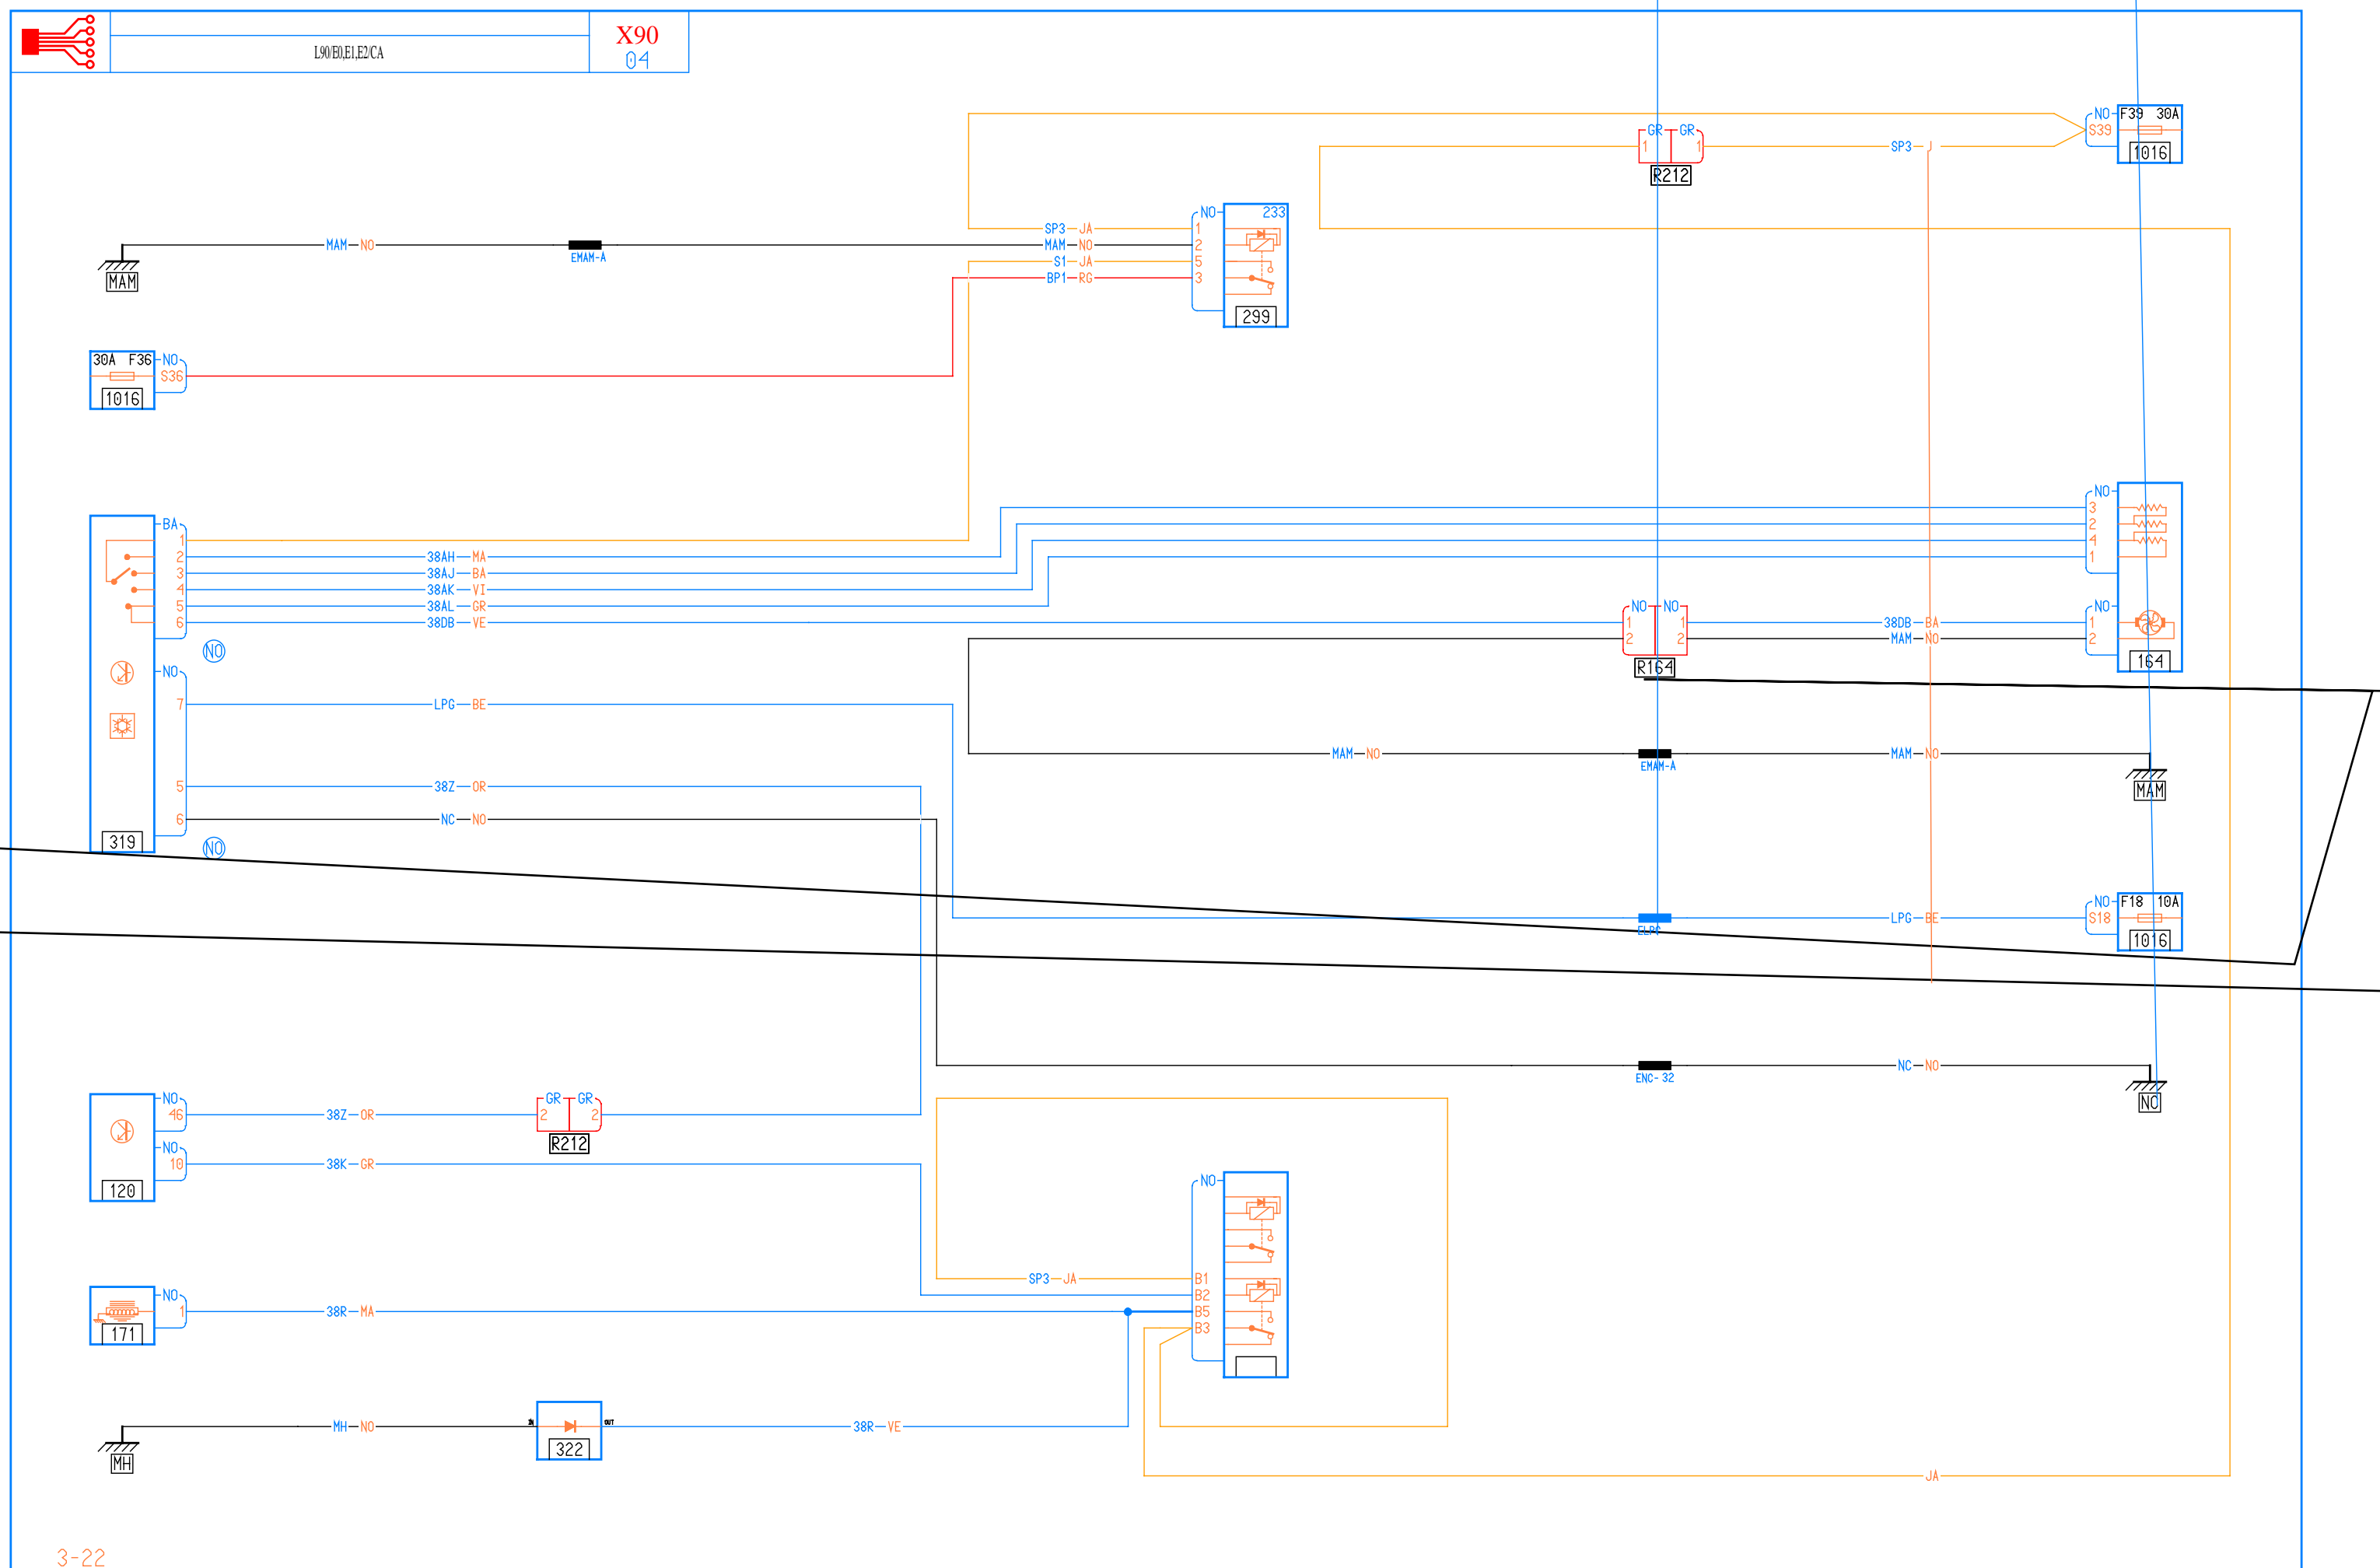 L90/E0,E1,E2/CA
X90
04
NO F39 30A
S39
1016
GR GR
1 1
SP3 J
R212
NO 233
SP3 JA 1
MAM NO EMAM-A MAM NO 2
S1 JA 5
BP1 RG 3
299
MAM
30A F36 NO
S36
1016
BA
1
2 38AH MA
3 38AJ BA
4 38AK VI
5 38AL GR
6 38DB VE
NO
NO
3
2
4
1
NO NO
1 1 38DB BA
2 2 MAM NO
R164
NO
1
2
164
NO
7 LPG BE
5 38Z OR
6 NC NO
319
NO
MAM NO EMAM-A MAM NO
MAM
NO F18 10A
LPG BE S18
1016
NC NO
ENC-32
NO
NO
46 38Z OR
GR GR
2 2
R212
NO
10 38K GR
120
NO
SP3 JA B1
B2
B5
B3
NO
1 38R MA
171
MH NO IN OUT 38R VE
322
MH
JA
3-22